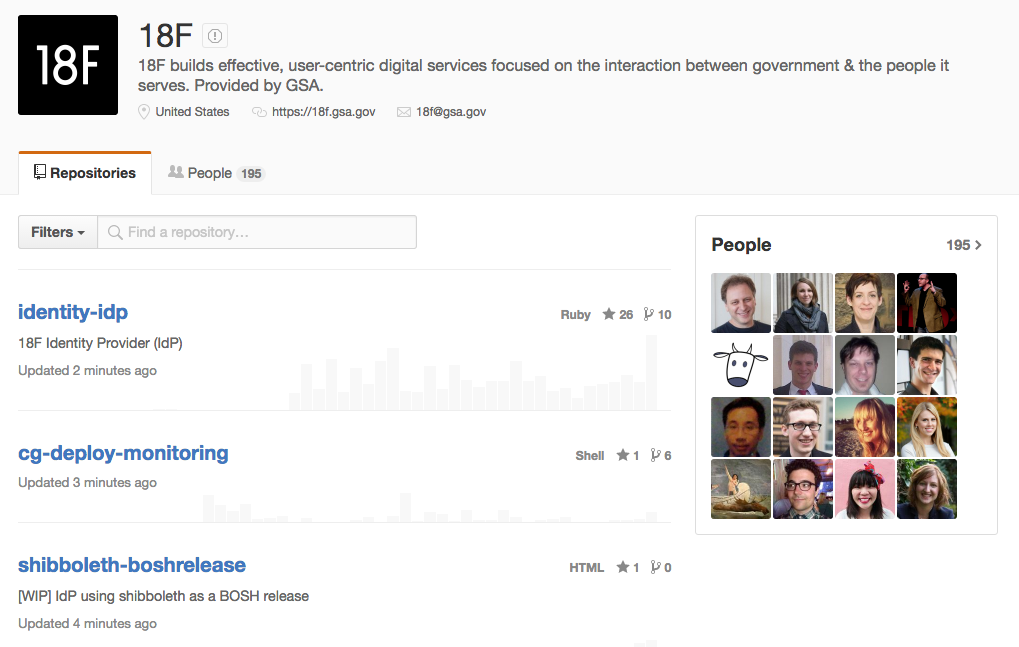 18F
18F
18F builds effective, user-centric digital services focused on the interaction between government & the people it
serves. Provided by GSA.
United States https://18f.gsa.gov 18f@gsa.gov
Repositories People 195
Filters Find a repository...
People 195
identity-idp
Ruby 26 10
18F Identity Provider (IdP)
Updated 2 minutes ago
cg-deploy-monitoring
Shell 1 6
Updated 3 minutes ago
shibboleth-boshrelease
HTML 1 0
[WIP] IdP using shibboleth as a BOSH release
Updated 4 minutes ago